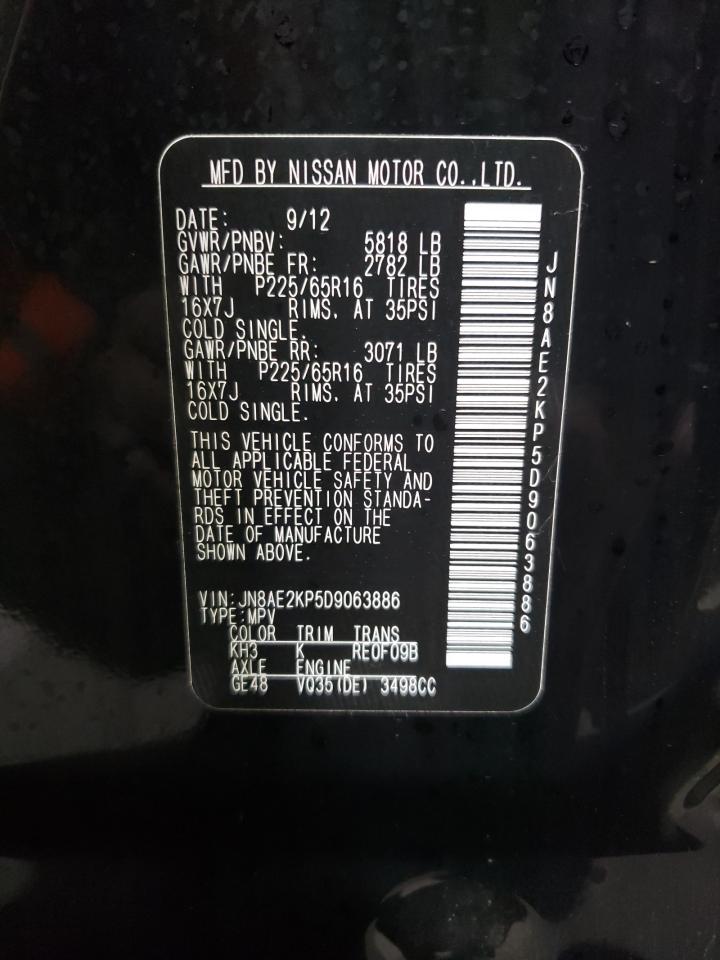 MFD BY NISSAN MOTOR CO.,LTD.
DATE: 9/12
GVWR/PNBV: 5818 LB
GAWR/PNBE FR: 2782 LB
WITH P225/65R16 TIRES
16X7J RIMS. AT 35PSI
COLD SINGLE.
GAWR/PNBE RR: 3071 LB
WITH P225/65R16 TIRES
16X7J RIMS. AT 35PSI
COLD SINGLE.
THIS VEHICLE CONFORMS TO
ALL APPLICABLE FEDERAL
MOTOR VEHICLE SAFETY AND
THEFT PREVENTION STANDA-
RDS IN EFFECT ON THE
DATE OF MANUFACTURE
SHOWN ABOVE.
VIN:JN8AE2KP5D9063886
TYPE:MPV
COLOR TRIM TRANS
KH3 K RE0F09B
AXLE ENGINE
GE48 VQ35(DE) 3498CC
JN8AE2KP5D9063886